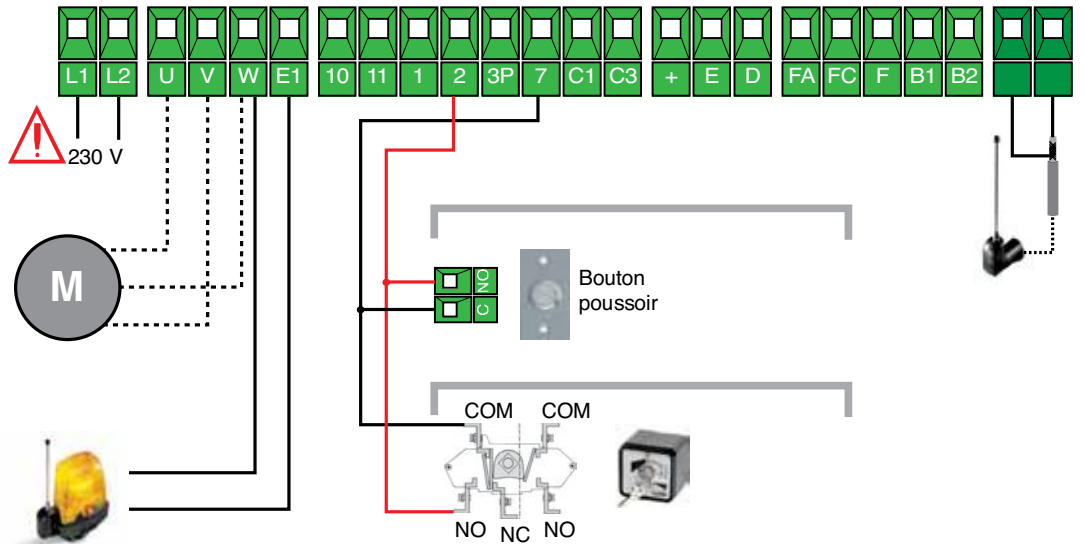 L1 L2 U V W E1 10 11 1 2 3P 7 C1 C3 + E D FA FC F B1 B2
230 V
M
NO
C
Bouton
poussoir
COM COM
NO NC NO